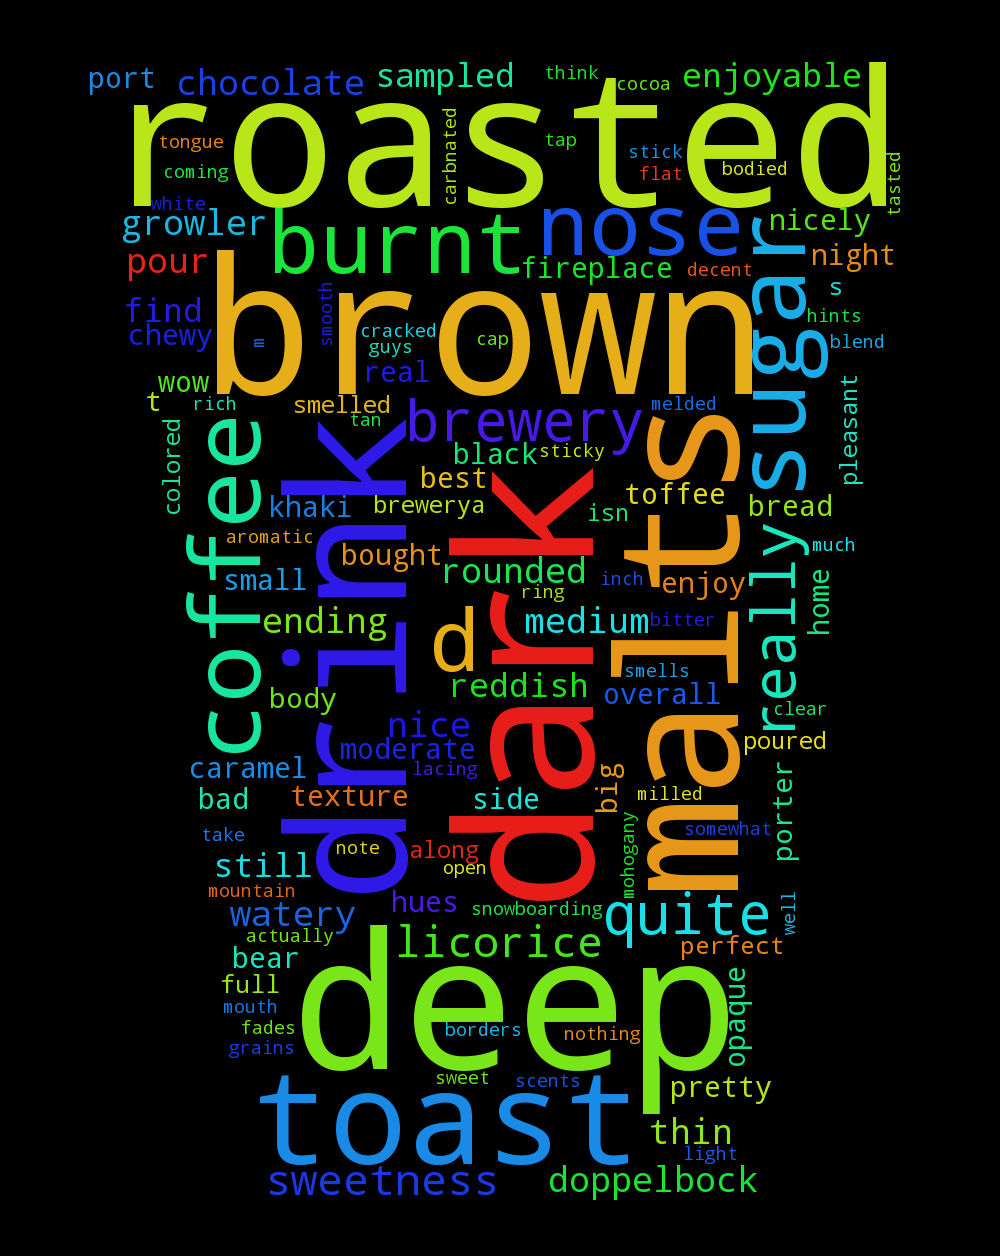 port chocolate sampled think cocoa enjoyable
roasted
tongue carbnated tap stick bodied tasted
coming flat
white growler burnt nose nicely
pour fireplace decent sugar night
brown
find smooth s hints
chewy cracked guys cap blend
m real
wow t rich smelled tan brewery melded pleasant
colored coffee drink black sticky malts
best dark toffee
khaki brewerya isn bread
aromatic bought really much
small rounded inch enjoy home
ring
ending d medium bitter
smells
body reddish overall clear
nice poured
moderate lacing
caramel big porter
bad texture side milled
take note along mohogany somewhat
still open
mountain hues snowboarding well
watery quite
actually licorice perfect
bear deep opaque
full
mouth
fades borders nothing
grains
sweet scents pretty
toast
thin
light
sweetness doppelbock